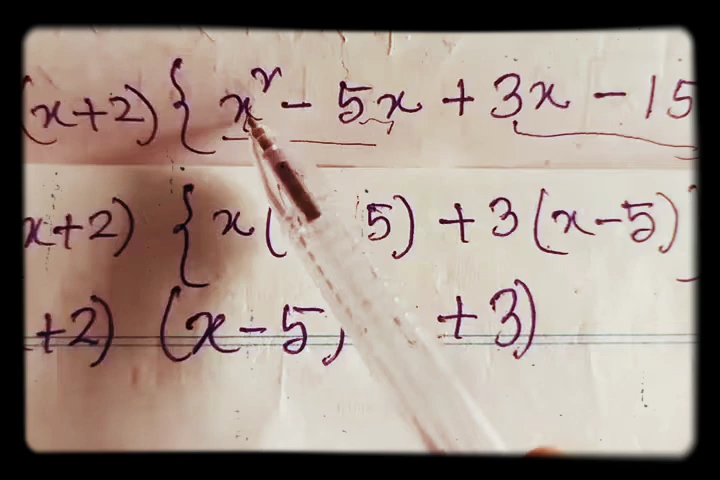 (x+2) { x² - 5x + 3x - 15
x+2) { x( 5) + 3(x-5)
+2) (x-5) +3)